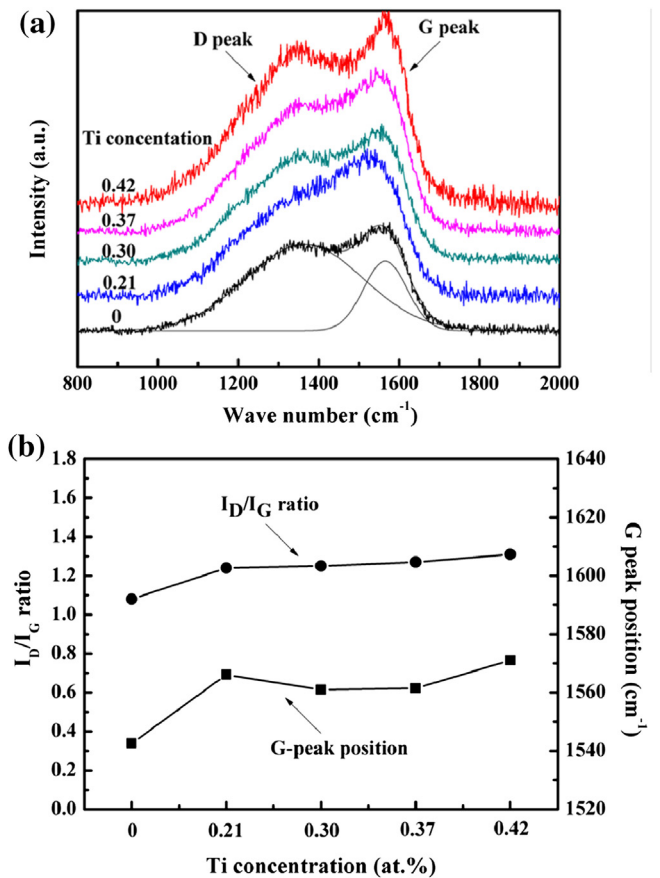 (a)
D peak
G peak
Ti concentation
0.42
0.37
0.30
0.21
0
Intensity (a.u.)
800 1000 1200 1400 1600 1800 2000
Wave number (cm-1)
(b)
1.8
1.6
1.4
1.2
1.0
0.8
0.6
0.4
0.2
0.0
ID/IG ratio
ID/IG ratio
G-peak position
1640
1620
1600
1580
1560
1540
1520
G peak position (cm-1)
0 0.21 0.30 0.37 0.42
Ti concentration (at.%)